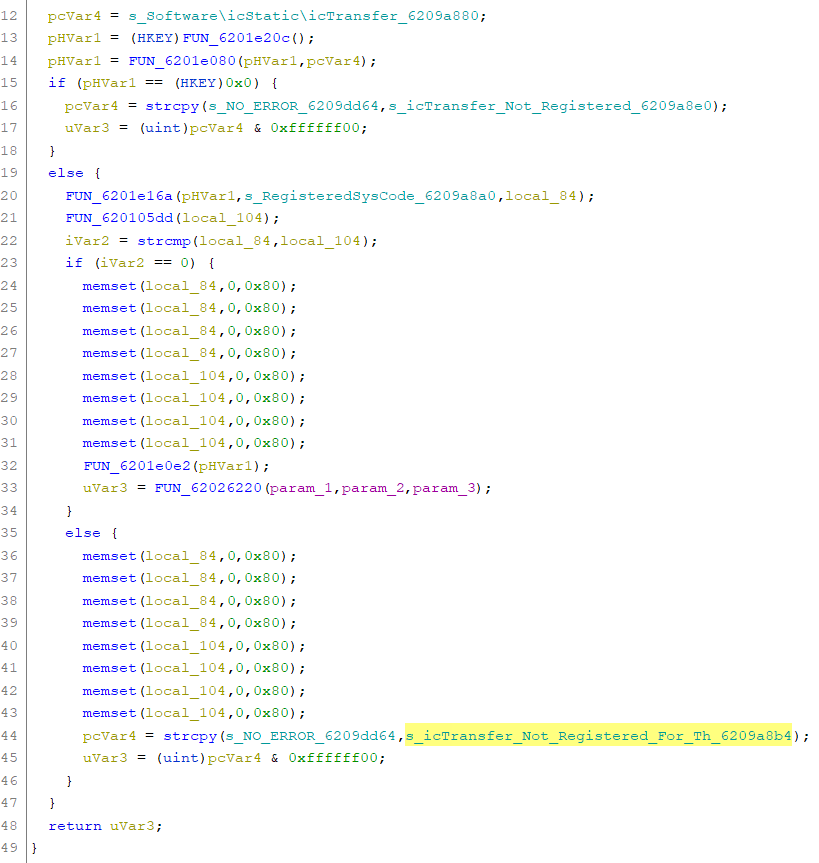 12 pcVar4 = s_Software\icStatic\icTransfer_6209a880;
13 pHVar1 = (HKEY)FUN_6201e20c();
14 pHVar1 = FUN_6201e080(pHVar1,pcVar4);
15 if (pHVar1 == (HKEY)0x0) {
16 pcVar4 = strcpy(s_NO_ERROR_6209dd64,s_icTransfer_Not_Registered_6209a8e0);
17 uVar3 = (uint)pcVar4 & 0xffffff00;
18 }
19 else {
20 FUN_6201e16a(pHVar1,s_RegisteredSysCode_6209a8a0,local_84);
21 FUN_620105dd(local_104);
22 iVar2 = strcmp(local_84,local_104);
23 if (iVar2 == 0) {
24 memset(local_84,0,0x80);
25 memset(local_84,0,0x80);
26 memset(local_84,0,0x80);
27 memset(local_84,0,0x80);
28 memset(local_104,0,0x80);
29 memset(local_104,0,0x80);
30 memset(local_104,0,0x80);
31 memset(local_104,0,0x80);
32 FUN_6201e0e2(pHVar1);
33 uVar3 = FUN_62026220(param_1,param_2,param_3);
34 }
35 else {
36 memset(local_84,0,0x80);
37 memset(local_84,0,0x80);
38 memset(local_84,0,0x80);
39 memset(local_84,0,0x80);
40 memset(local_104,0,0x80);
41 memset(local_104,0,0x80);
42 memset(local_104,0,0x80);
43 memset(local_104,0,0x80);
44 pcVar4 = strcpy(s_NO_ERROR_6209dd64,s_icTransfer_Not_Registered_For_Th_6209a8b4);
45 uVar3 = (uint)pcVar4 & 0xffffff00;
46 }
47 }
48 return uVar3;
49 }